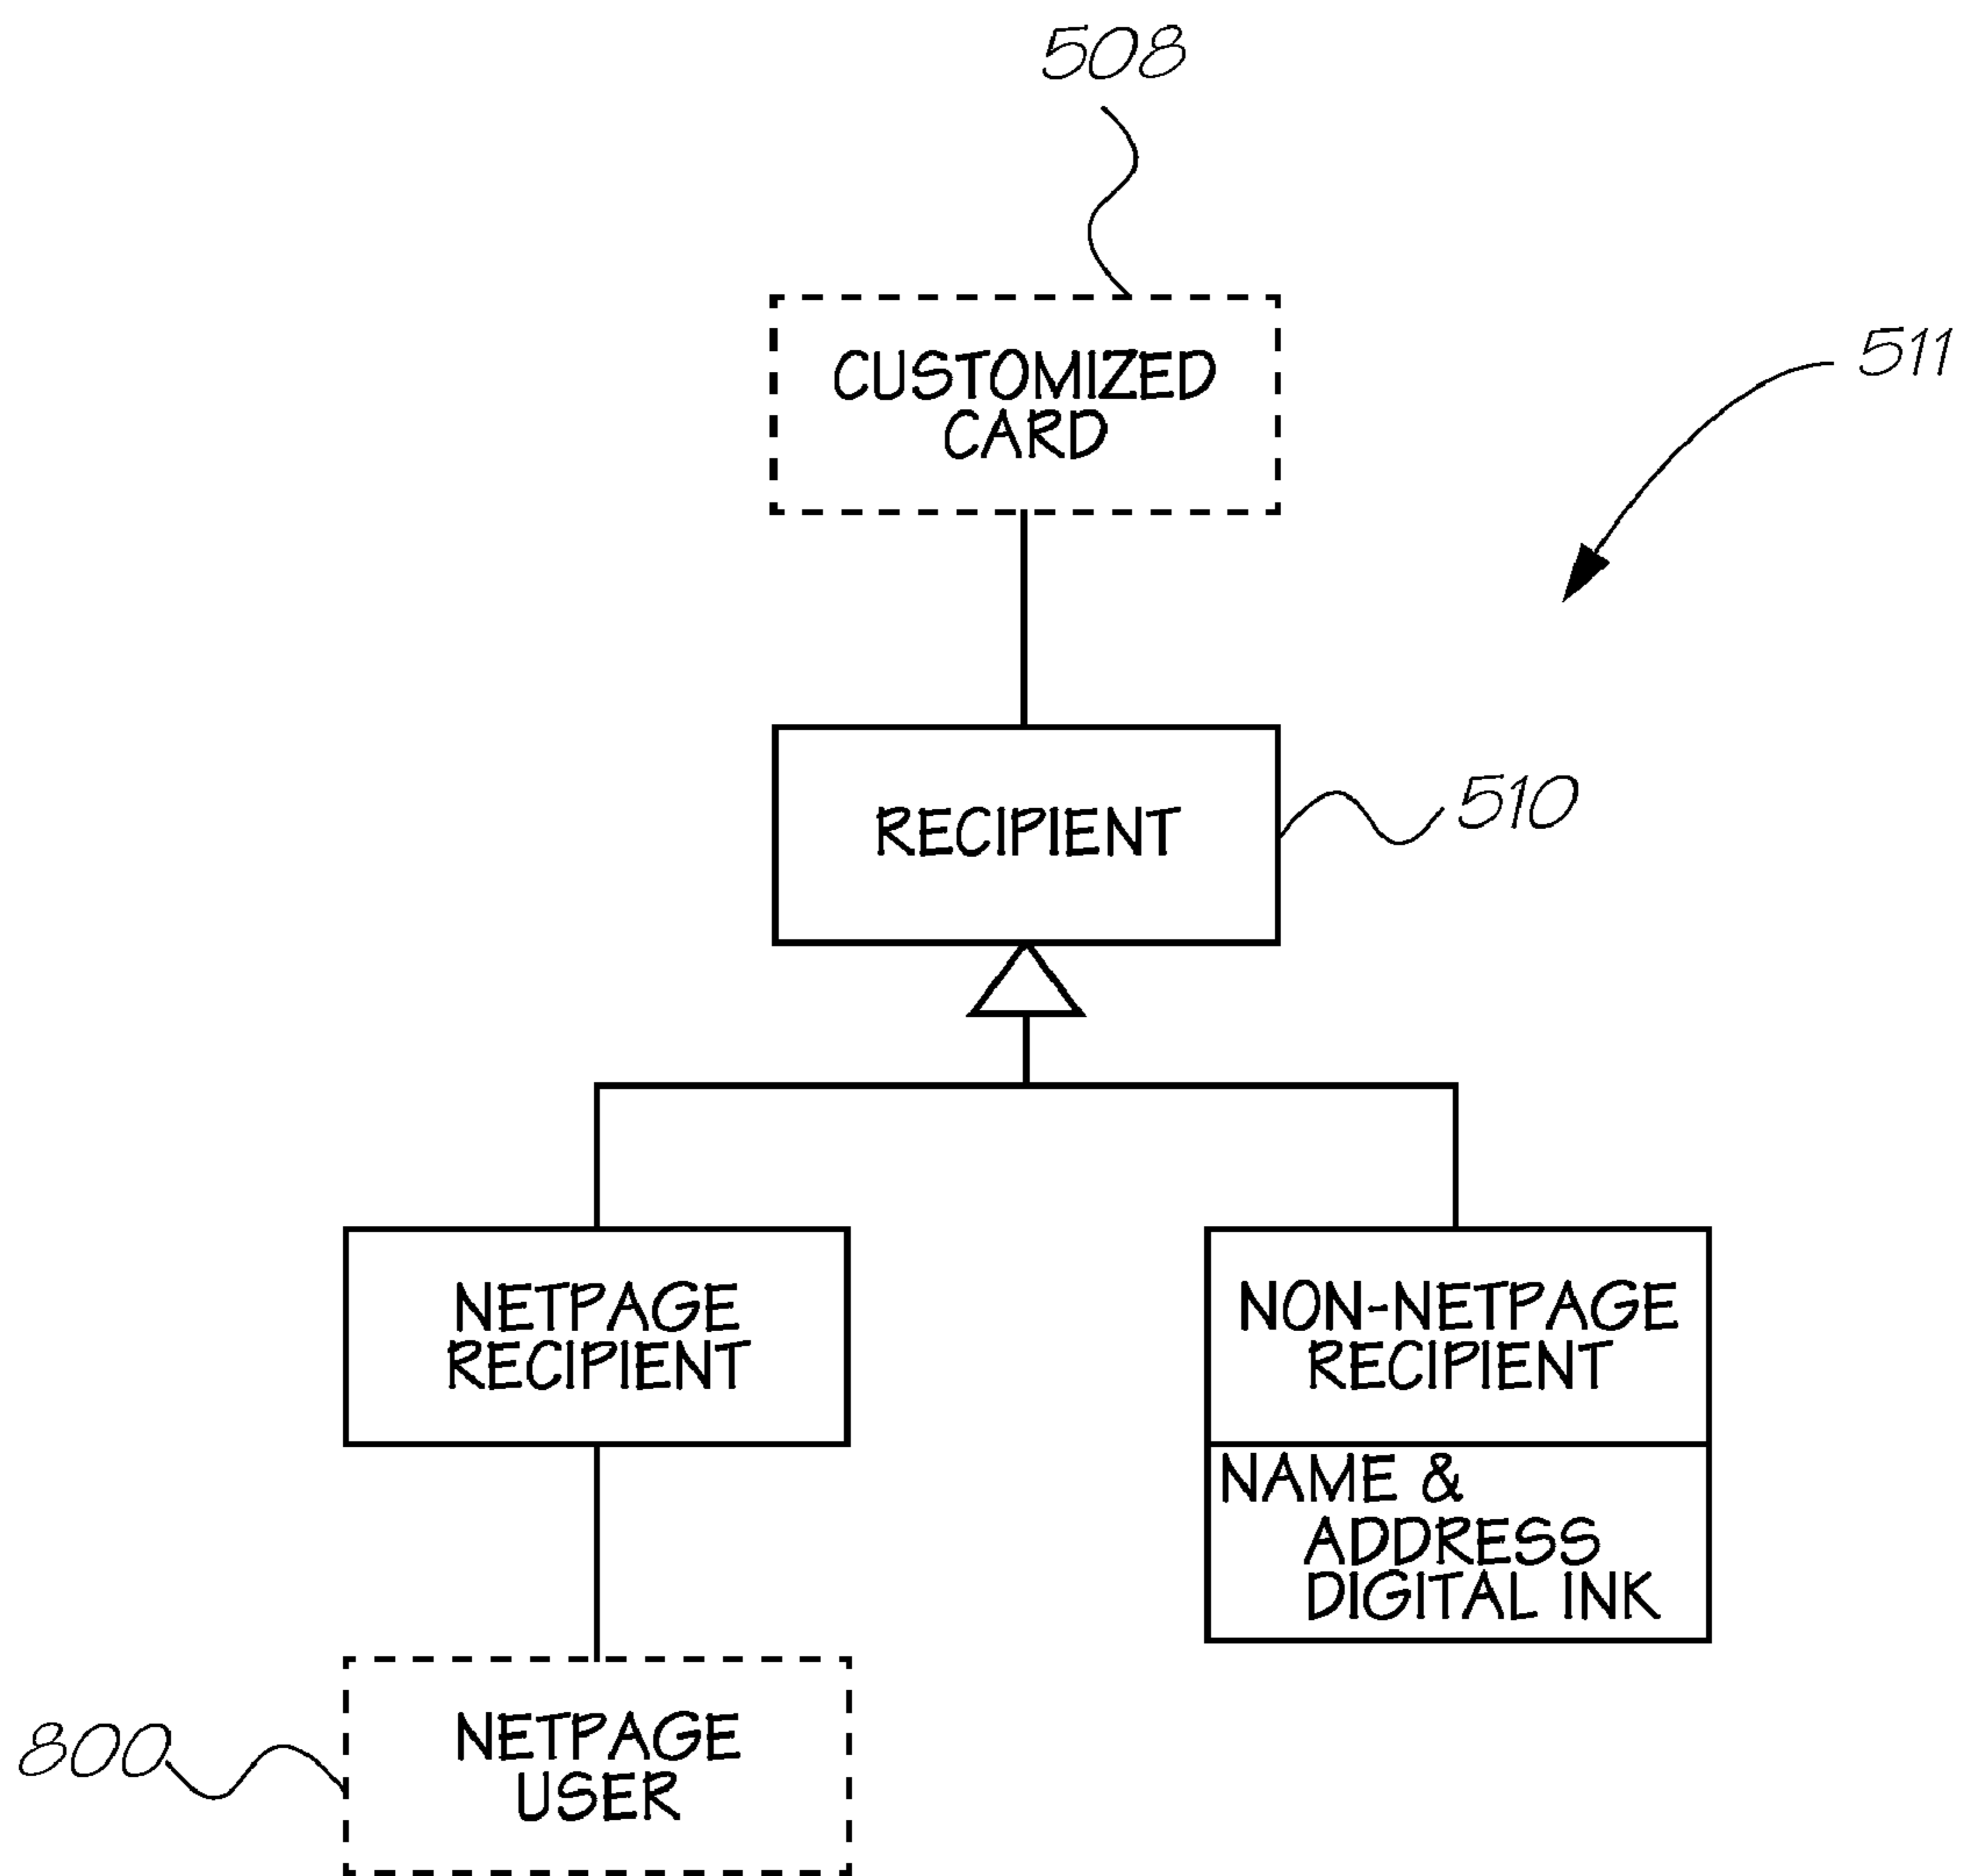 508
CUSTOMIZED
CARD
511
RECIPIENT
510
NETPAGE
RECIPIENT
NON-NETPAGE
RECIPIENT
NAME &
ADDRESS
DIGITAL INK
800
NETPAGE
USER